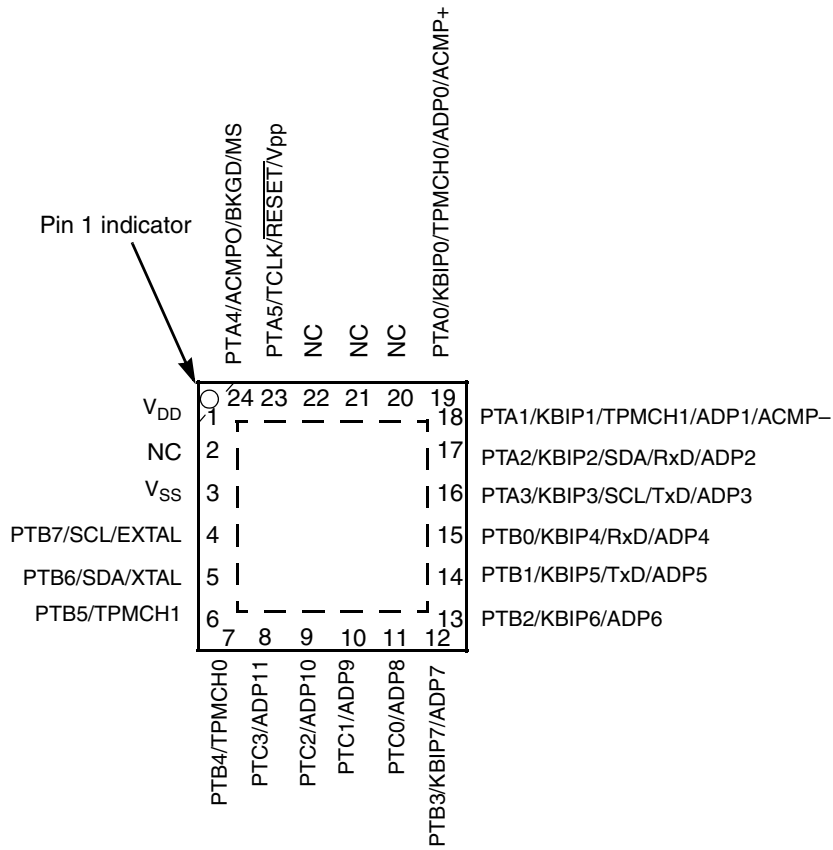 Pin 1 indicator
PTA4/ACMPO/BKGD/MS
PTA5/TCLK/RESET/Vpp
NC
NC
NC
PTA0/KBIP0/TPMCH0/ADP0/ACMP+
24 23 22 21 20 19
VDD 1
NC 2
VSS 3
PTB7/SCL/EXTAL 4
PTB6/SDA/XTAL 5
PTB5/TPMCH1 6
18 PTA1/KBIP1/TPMCH1/ADP1/ACMP–
17 PTA2/KBIP2/SDA/RxD/ADP2
16 PTA3/KBIP3/SCL/TxD/ADP3
15 PTB0/KBIP4/RxD/ADP4
14 PTB1/KBIP5/TxD/ADP5
13 PTB2/KBIP6/ADP6
7 8 9 10 11 12
PTB4/TPMCH0
PTC3/ADP11
PTC2/ADP10
PTC1/ADP9
PTC0/ADP8
PTB3/KBIP7/ADP7